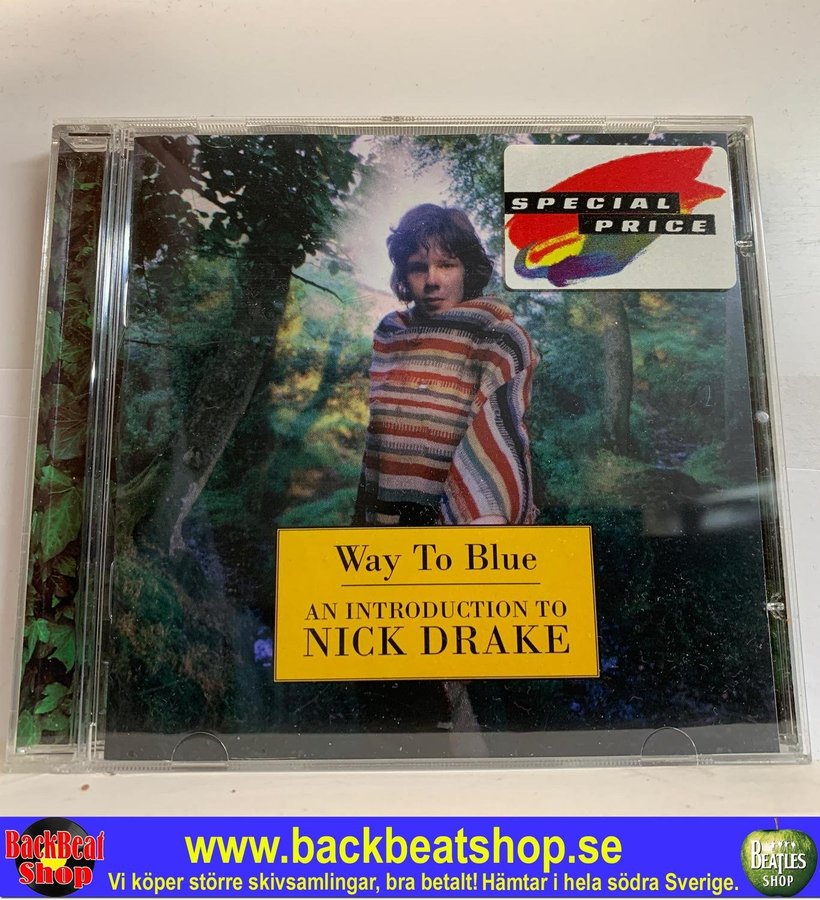 SPECIAL
PRICE
Way To Blue
AN INTRODUCTION TO
NICK DRAKE
BackBeat
Shop
www.backbeatshop.se
Vi köper större skivsamlingar, bra betalt! Hämtar i hela södra Sverige.
BEATLES
SHOP